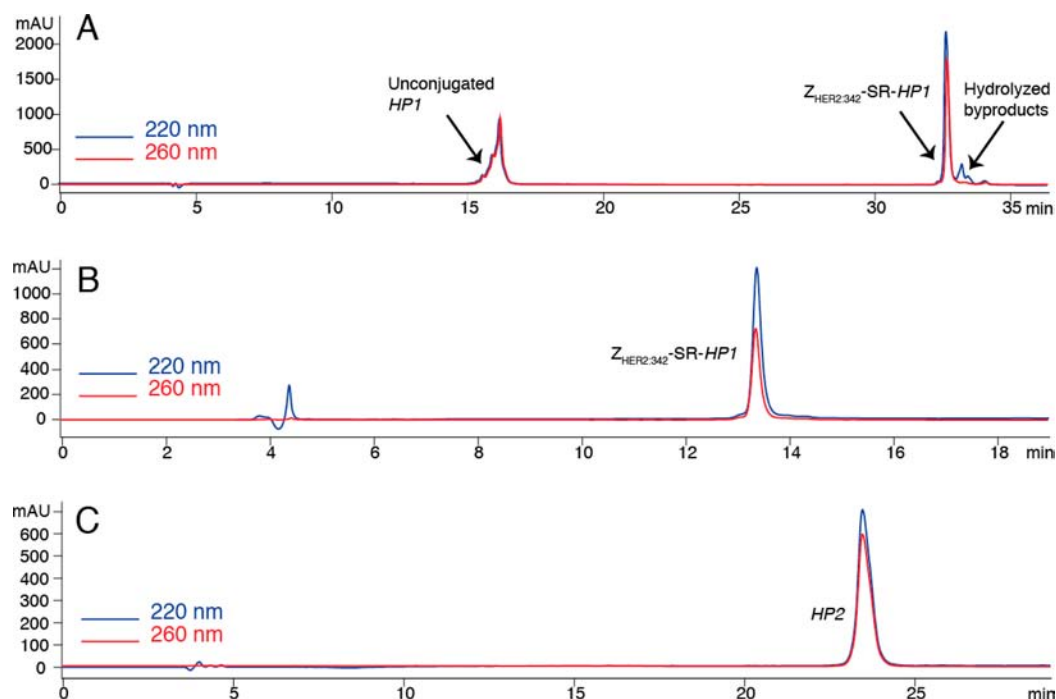 A
mAU
2000
1500
1000
500
0
Unconjugated
HP1
Z_HER2:342-SR-HP1
Hydrolyzed
byproducts
220 nm
260 nm
0 5 10 15 20 25 30 35 min
B
mAU
1000
800
600
400
200
0
Z_HER2:342-SR-HP1
220 nm
260 nm
0 2 4 6 8 10 12 14 16 18 min
C
mAU
600
500
400
300
200
100
0
HP2
220 nm
260 nm
0 5 10 15 20 25 min